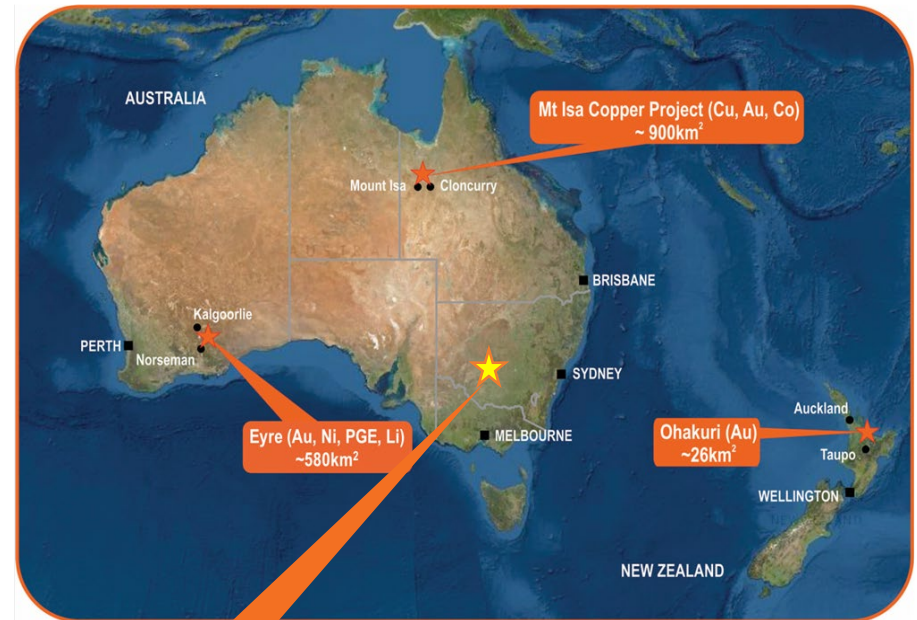 AUSTRALIA
Mt Isa Copper Project (Cu, Au, Co)
~ 900km²
Mount Isa
Cloncurry
BRISBANE
Kalgoorlie
PERTH
Norseman
SYDNEY
Auckland
Eyre (Au, Ni, PGE, Li)
~580km²
MELBOURNE
Ohakuri (Au)
~26km²
Taupo
WELLINGTON
NEW ZEALAND